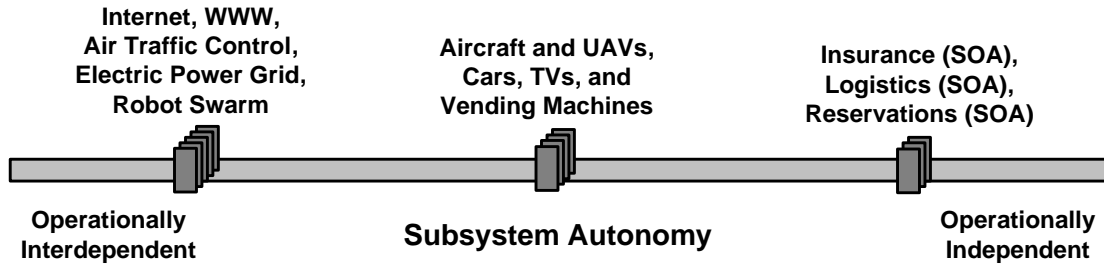 Internet, WWW,
Air Traffic Control,
Electric Power Grid,
Robot Swarm
Aircraft and UAVs,
Cars, TVs, and
Vending Machines
Insurance (SOA),
Logistics (SOA),
Reservations (SOA)
Operationally
Interdependent
Subsystem Autonomy
Operationally
Independent